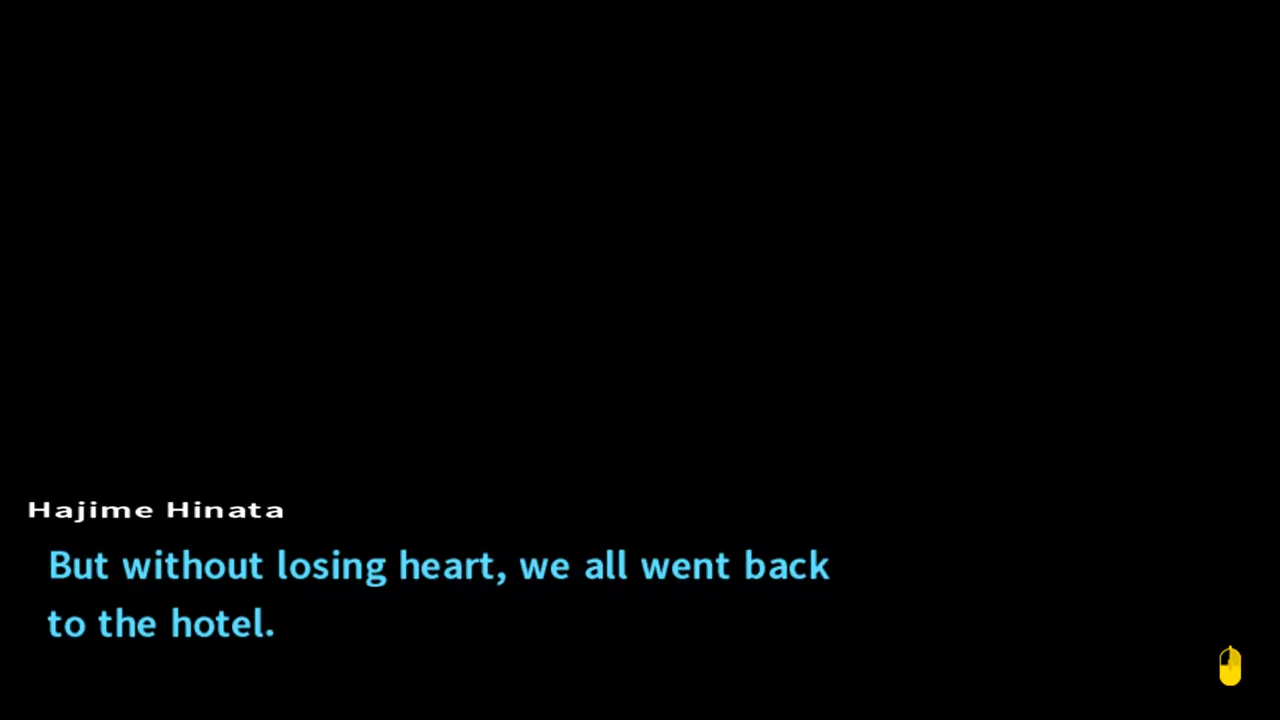 Hajime Hinata
But without losing heart, we all went back
to the hotel.